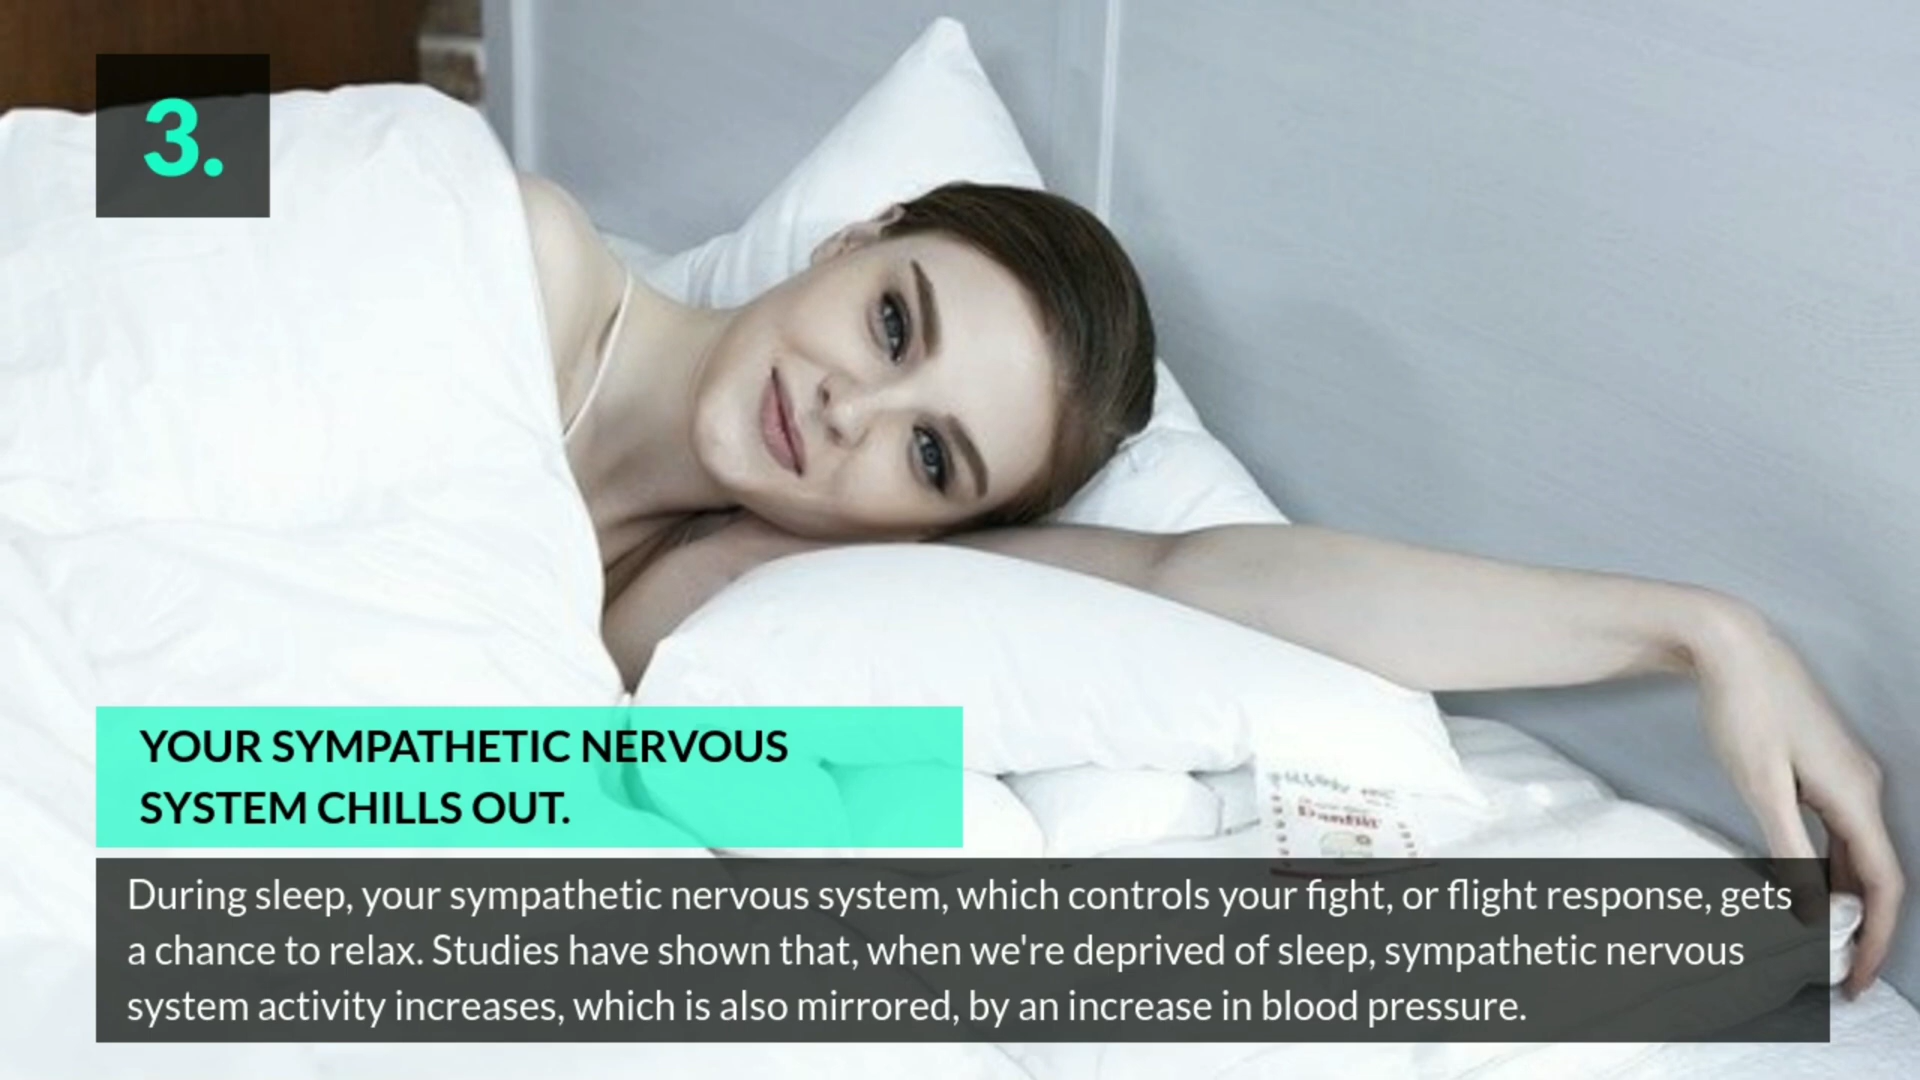 3.
YOUR SYMPATHETIC NERVOUS
SYSTEM CHILLS OUT.
During sleep, your sympathetic nervous system, which controls your fight, or flight response, gets
a chance to relax. Studies have shown that, when we're deprived of sleep, sympathetic nervous
system activity increases, which is also mirrored, by an increase in blood pressure.